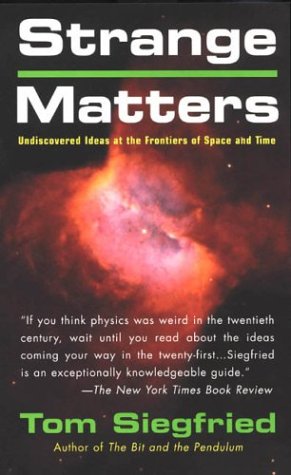 Strange
Matters
Undiscovered Ideas at the Frontiers of Space and Time
"If you think physics was weird in the twentieth
century, wait until you read about the ideas
coming your way in the twenty-first...Siegfried
is an exceptionally knowledgeable guide."
—The New York Times Book Review
Tom Siegfried
Author of The Bit and the Pendulum